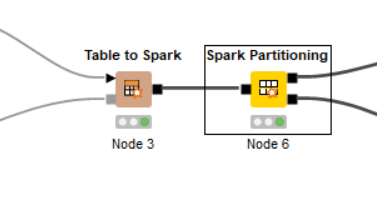 Table to Spark
Spark Partitioning
Node 3
Node 6